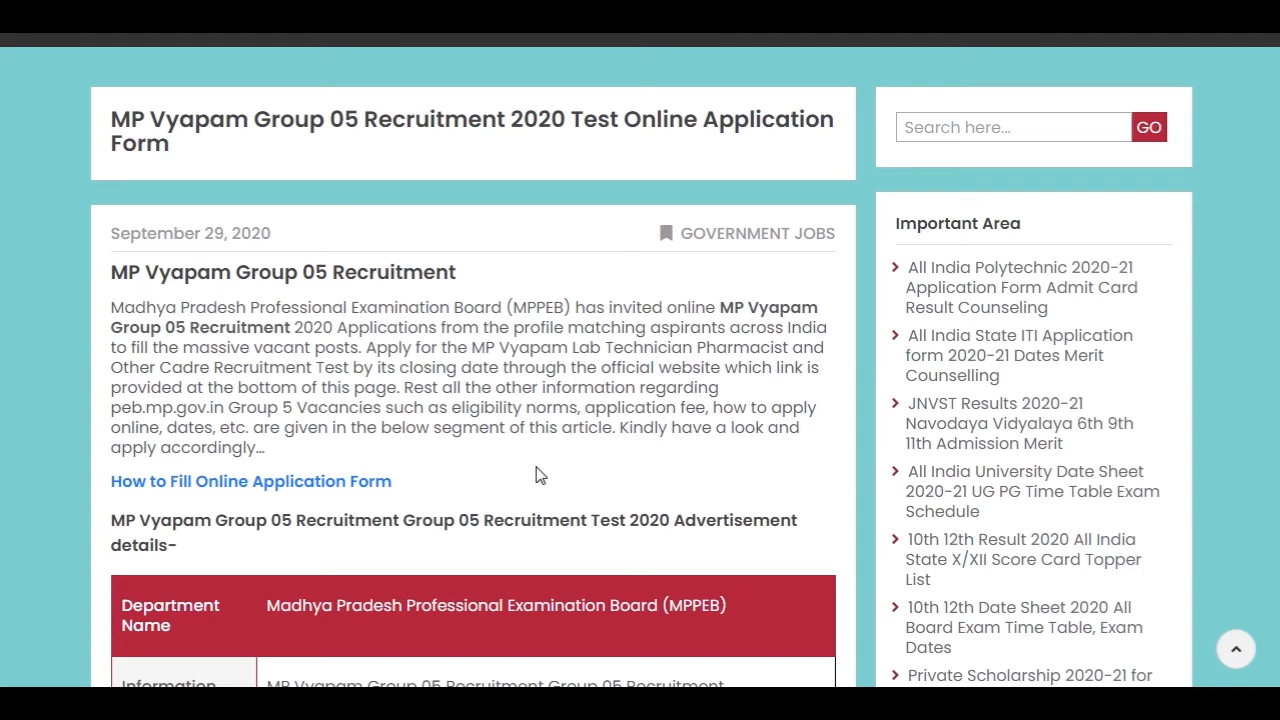 MP Vyapam Group 05 Recruitment 2020 Test Online Application
Form
September 29, 2020
GOVERNMENT JOBS
MP Vyapam Group 05 Recruitment
Madhya Pradesh Professional Examination Board (MPPEB) has invited online MP Vyapam
Group 05 Recruitment 2020 Applications from the profile matching aspirants across India
to fill the massive vacant posts. Apply for the MP Vyapam Lab Technician Pharmacist and
Other Cadre Recruitment Test by its closing date through the official website which link is
provided at the bottom of this page. Rest all the other information regarding
peb.mp.gov.in Group 5 Vacancies such as eligibility norms, application fee, how to apply
online, dates, etc. are given in the below segment of this article. Kindly have a look and
apply accordingly...
How to Fill Online Application Form
MP Vyapam Group 05 Recruitment Group 05 Recruitment Test 2020 Advertisement
details-
Department
Name
Madhya Pradesh Professional Examination Board (MPPEB)
Information
MP Vyapam Group 05 Recruitment Group 05 Recruitment
Search here...
GO
Important Area
All India Polytechnic 2020-21
Application Form Admit Card
Result Counseling
All India State ITI Application
form 2020-21 Dates Merit
Counselling
JNVST Results 2020-21
Navodaya Vidyalaya 6th 9th
11th Admission Merit
All India University Date Sheet
2020-21 UG PG Time Table Exam
Schedule
10th 12th Result 2020 All India
State X/XII Score Card Topper
List
10th 12th Date Sheet 2020 All
Board Exam Time Table, Exam
Dates
Private Scholarship 2020-21 for